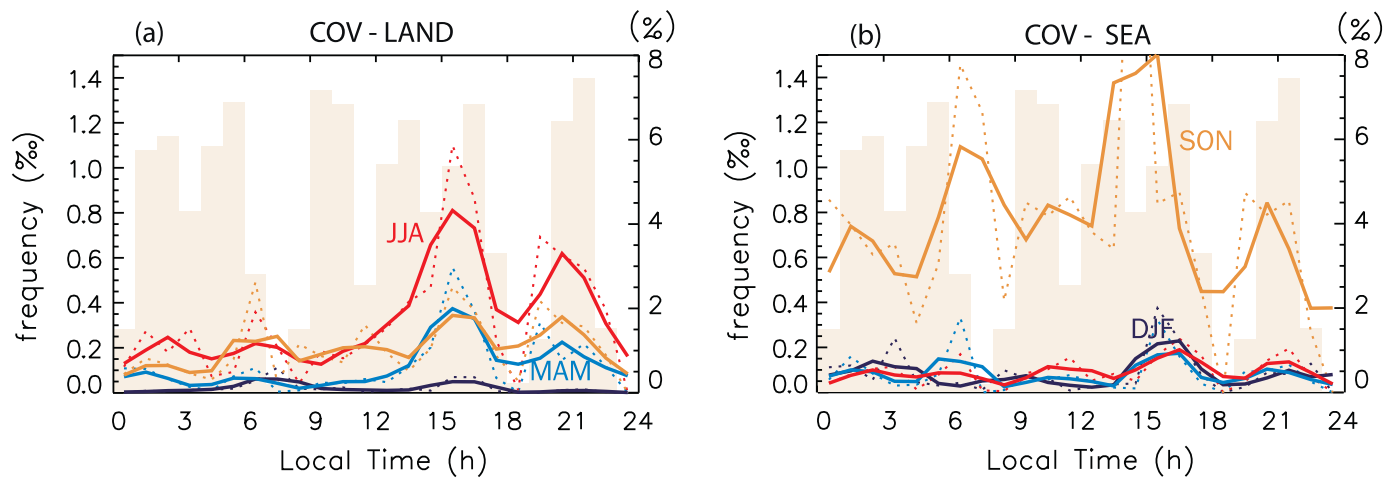 (a) COV - LAND (%)
1.4
1.2
1.0
0.8
0.6
0.4
0.2
0.0
frequency (‰)
8
6
4
2
0
JJA
MAM
0 3 6 9 12 15 18 21 24
Local Time (h)
(b) COV - SEA (%)
1.4
1.2
1.0
0.8
0.6
0.4
0.2
0.0
frequency (‰)
8
6
4
2
0
SON
DJF
0 3 6 9 12 15 18 21 24
Local Time (h)